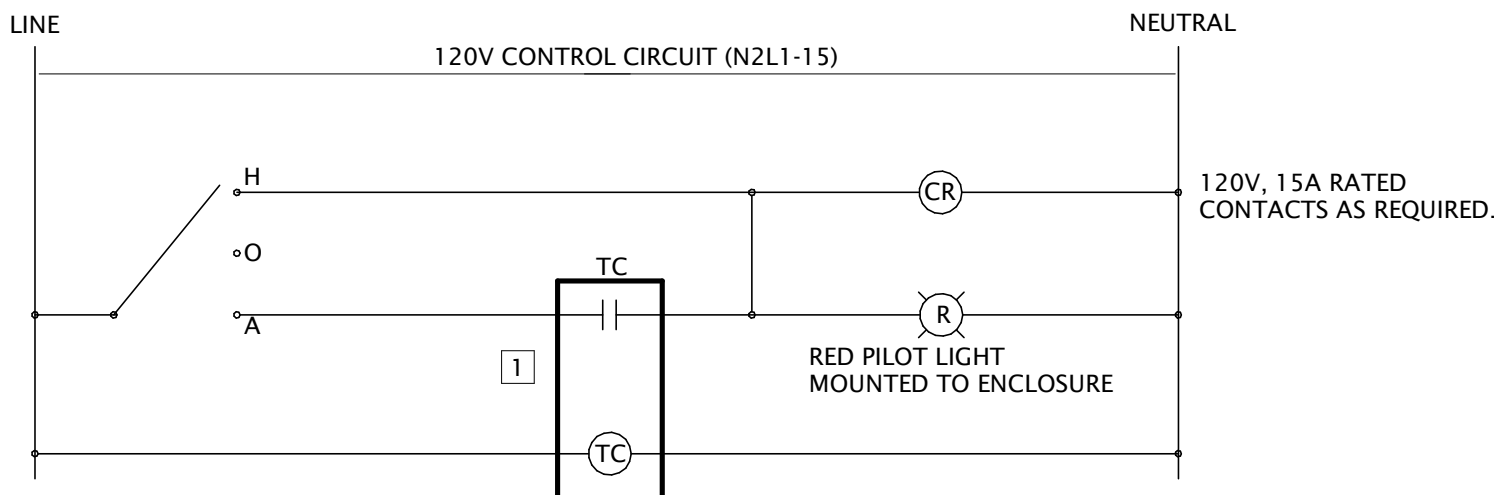 LINE
NEUTRAL
120V CONTROL CIRCUIT (N2L1-15)
H
CR
120V, 15A RATED
CONTACTS AS REQUIRED.
O
TC
A
R
1
RED PILOT LIGHT
MOUNTED TO ENCLOSURE
TC